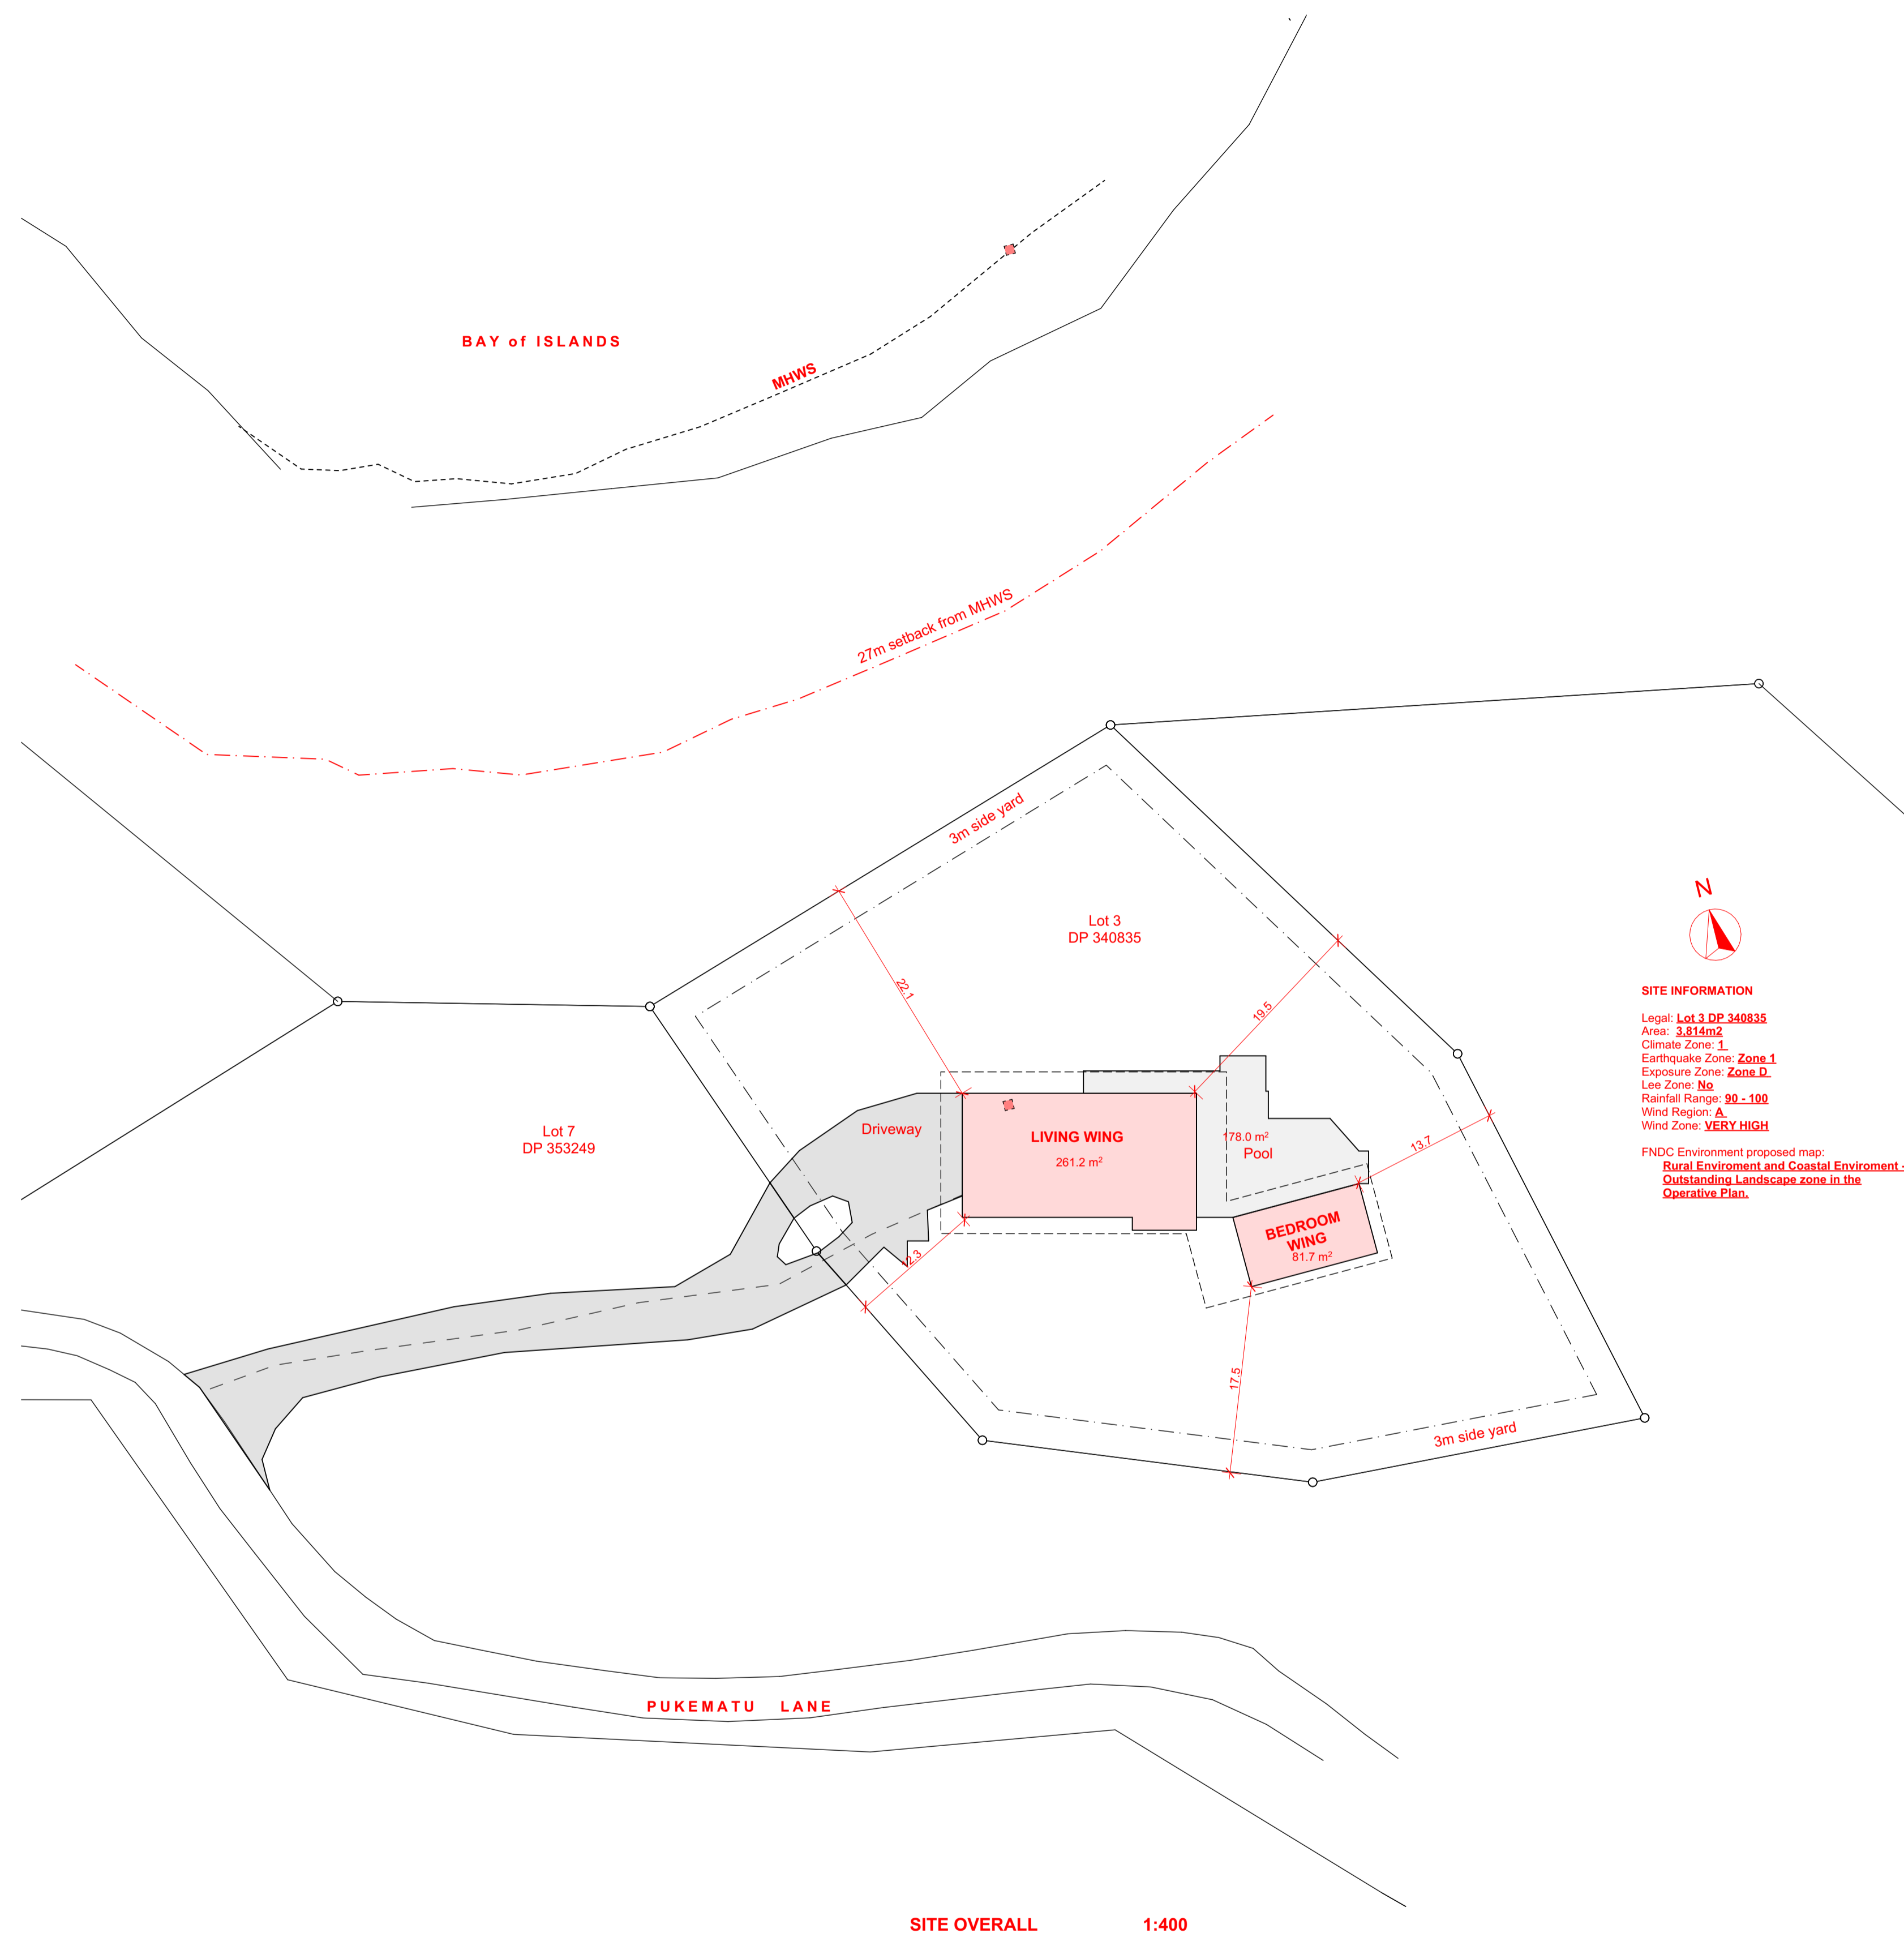 BAY of ISLANDS
MHWS
27m setback from MHWS
3m side yard
Lot 3
DP 340835
22.1
19.5
N
SITE INFORMATION
Legal: Lot 3 DP 340835
Area: 3,814m2
Climate Zone: 1
Earthquake Zone: Zone 1
Exposure Zone: Zone D
Lee Zone: No
Rainfall Range: 90 - 100
Wind Region: A
Wind Zone: VERY HIGH
FNDC Environment proposed map:
Rural Enviroment and Coastal Enviroment -
Outstanding Landscape zone in the
Operative Plan.
Lot 7
DP 353249
Driveway
LIVING WING
261.2 m²
178.0 m²
Pool
13.7
BEDROOM
WING
81.7 m²
17.5
3m side yard
PUKEMATU LANE
SITE OVERALL 1:400